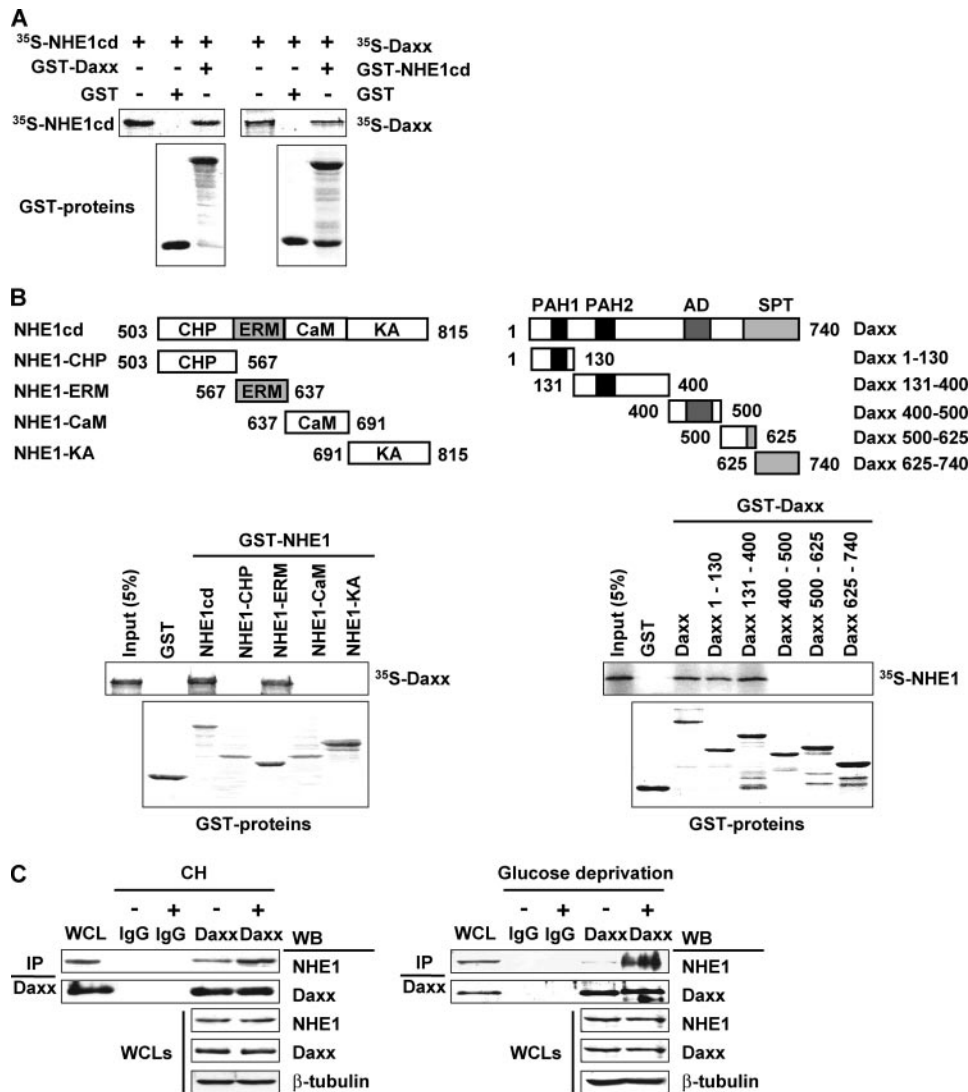 A
35S-NHE1cd + + + + + + 35S-Daxx
GST-Daxx - - + - - + GST-NHE1cd
GST - + - - + - GST
35S-NHE1cd 35S-Daxx
GST-proteins
B
NHE1cd 503 CHP ERM CaM KA 815
NHE1-CHP 503 CHP 567
NHE1-ERM 567 ERM 637
NHE1-CaM 637 CaM 691
NHE1-KA 691 KA 815
PAH1 PAH2 AD SPT
1 740 Daxx
1 130 Daxx 1-130
131 400 Daxx 131-400
400 500 Daxx 400-500
500 625 Daxx 500-625
625 740 Daxx 625-740
GST-NHE1
Input (5%)
GST
NHE1cd
NHE1-CHP
NHE1-ERM
NHE1-CaM
NHE1-KA
35S-Daxx
GST-proteins
GST-Daxx
Input (5%)
GST
Daxx
Daxx 1 - 130
Daxx 131 - 400
Daxx 400 - 500
Daxx 500 - 625
Daxx 625 - 740
35S-NHE1
GST-proteins
C
CH
- + - +
WCL IgG IgG Daxx Daxx WB
IP NHE1
Daxx Daxx
NHE1
WCLs Daxx
β-tubulin
Glucose deprivation
- + - +
WCL IgG IgG Daxx Daxx WB
IP NHE1
Daxx Daxx
NHE1
WCLs Daxx
β-tubulin